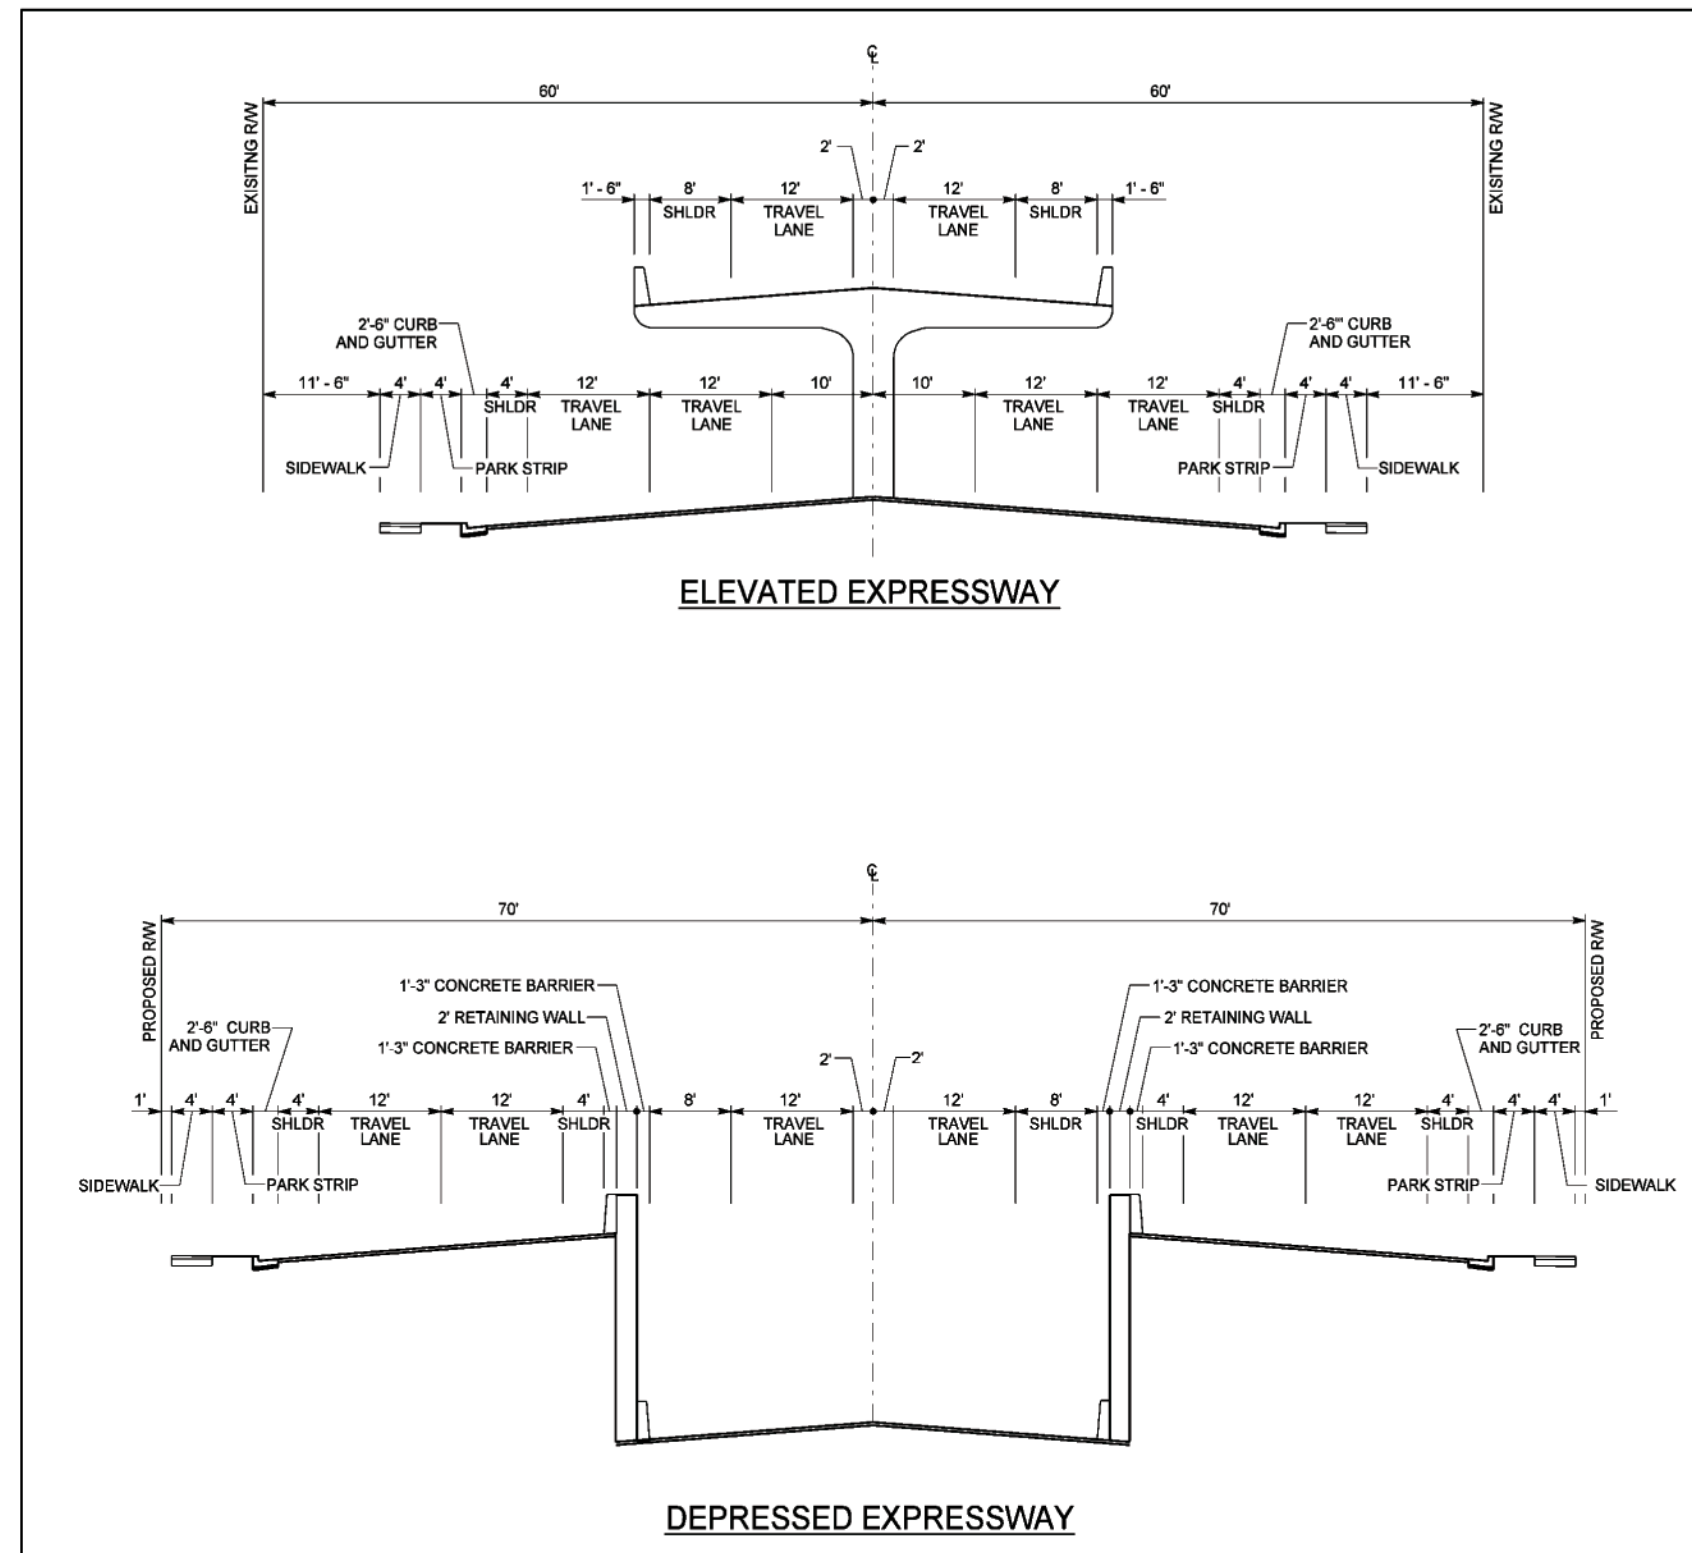 ℄
60' 60'
EXISITNG R/W
EXISITNG R/W
2' 2'
1' - 6" 8' 12' 12' 8' 1' - 6"
SHLDR TRAVEL TRAVEL SHLDR
LANE LANE
2'-6" CURB
AND GUTTER
2'-6"' CURB
AND GUTTER
11' - 6" 4' 4' 4' 12' 12' 10' 10' 12' 12' 4' 4' 4' 11' - 6"
SHLDR TRAVEL TRAVEL TRAVEL TRAVEL SHLDR
LANE LANE LANE LANE
SIDEWALK PARK STRIP PARK STRIP SIDEWALK
ELEVATED EXPRESSWAY
℄
70' 70'
PROPOSED R/W
PROPOSED R/W
1'-3" CONCRETE BARRIER 1'-3" CONCRETE BARRIER
2' RETAINING WALL 2' RETAINING WALL
2'-6" CURB
AND GUTTER
2'-6" CURB
AND GUTTER
1'-3" CONCRETE BARRIER 1'-3" CONCRETE BARRIER
2' 2'
1' 4' 4' 4' 12' 12' 4' 8' 12' 12' 8' 4' 12' 12' 4' 4' 4' 1'
SHLDR TRAVEL TRAVEL SHLDR TRAVEL TRAVEL SHLDR SHLDR TRAVEL TRAVEL SHLDR
LANE LANE LANE LANE LANE LANE
SIDEWALK PARK STRIP PARK STRIP SIDEWALK
DEPRESSED EXPRESSWAY